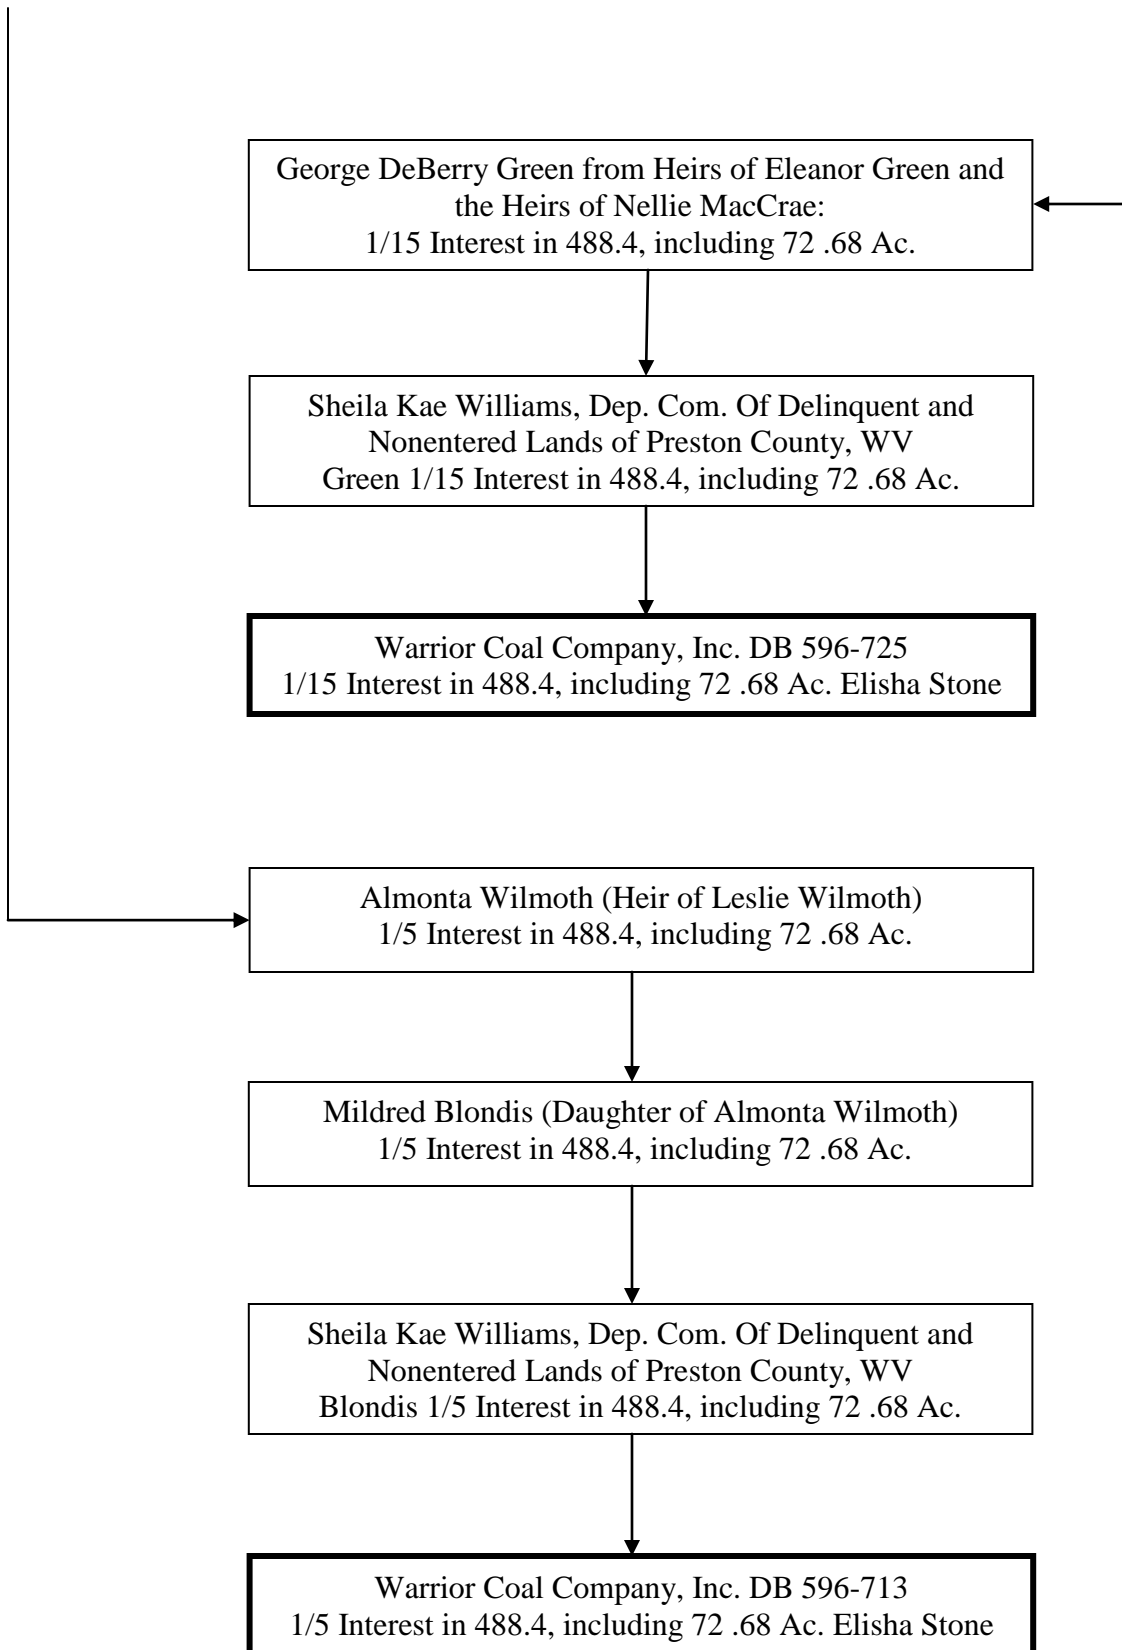 George DeBerry Green from Heirs of Eleanor Green and
the Heirs of Nellie MacCrae:
1/15 Interest in 488.4, including 72 .68 Ac.
Sheila Kae Williams, Dep. Com. Of Delinquent and
Nonentered Lands of Preston County, WV
Green 1/15 Interest in 488.4, including 72 .68 Ac.
Warrior Coal Company, Inc. DB 596-725
1/15 Interest in 488.4, including 72 .68 Ac. Elisha Stone
Almonta Wilmoth (Heir of Leslie Wilmoth)
1/5 Interest in 488.4, including 72 .68 Ac.
Mildred Blondis (Daughter of Almonta Wilmoth)
1/5 Interest in 488.4, including 72 .68 Ac.
Sheila Kae Williams, Dep. Com. Of Delinquent and
Nonentered Lands of Preston County, WV
Blondis 1/5 Interest in 488.4, including 72 .68 Ac.
Warrior Coal Company, Inc. DB 596-713
1/5 Interest in 488.4, including 72 .68 Ac. Elisha Stone